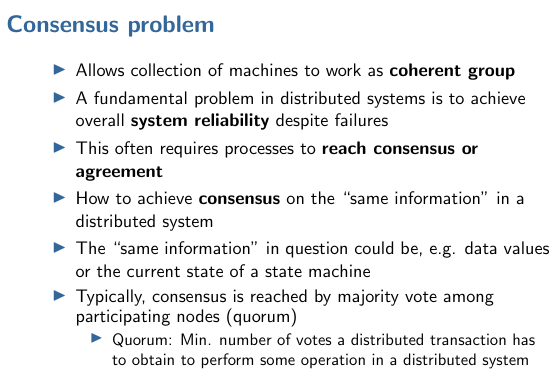 Consensus problem
▶ Allows collection of machines to work as coherent group
▶ A fundamental problem in distributed systems is to achieve
overall system reliability despite failures
▶ This often requires processes to reach consensus or
agreement
▶ How to achieve consensus on the “same information” in a
distributed system
▶ The “same information” in question could be, e.g. data values
or the current state of a state machine
▶ Typically, consensus is reached by majority vote among
participating nodes (quorum)
▶ Quorum: Min. number of votes a distributed transaction has
to obtain to perform some operation in a distributed system